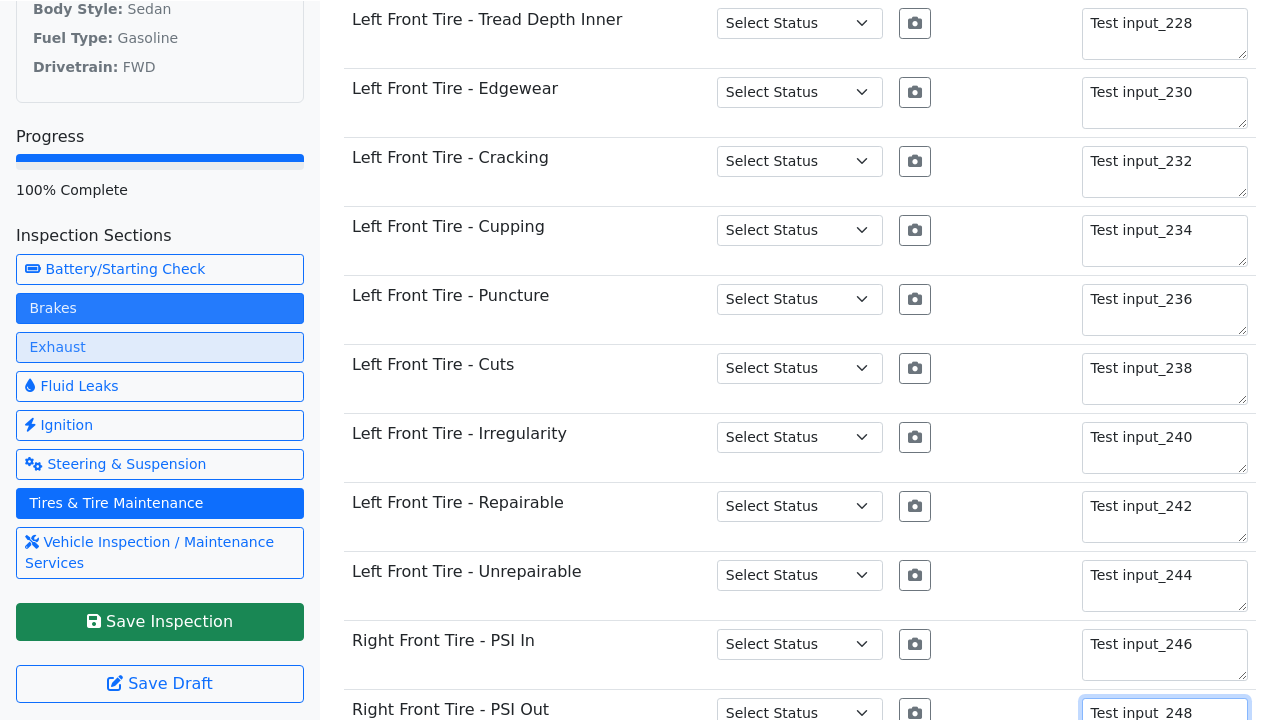 Body Style: Sedan
Fuel Type: Gasoline
Drivetrain: FWD
Progress
100% Complete
Inspection Sections
Battery/Starting Check
Brakes
Exhaust
Fluid Leaks
Ignition
Steering & Suspension
Tires & Tire Maintenance
Vehicle Inspection / Maintenance
Services
Save Inspection
Save Draft
Left Front Tire - Tread Depth Inner Select Status Test input_228
Left Front Tire - Edgewear Select Status Test input_230
Left Front Tire - Cracking Select Status Test input_232
Left Front Tire - Cupping Select Status Test input_234
Left Front Tire - Puncture Select Status Test input_236
Left Front Tire - Cuts Select Status Test input_238
Left Front Tire - Irregularity Select Status Test input_240
Left Front Tire - Repairable Select Status Test input_242
Left Front Tire - Unrepairable Select Status Test input_244
Right Front Tire - PSI In Select Status Test input_246
Right Front Tire - PSI Out Select Status Test input_248